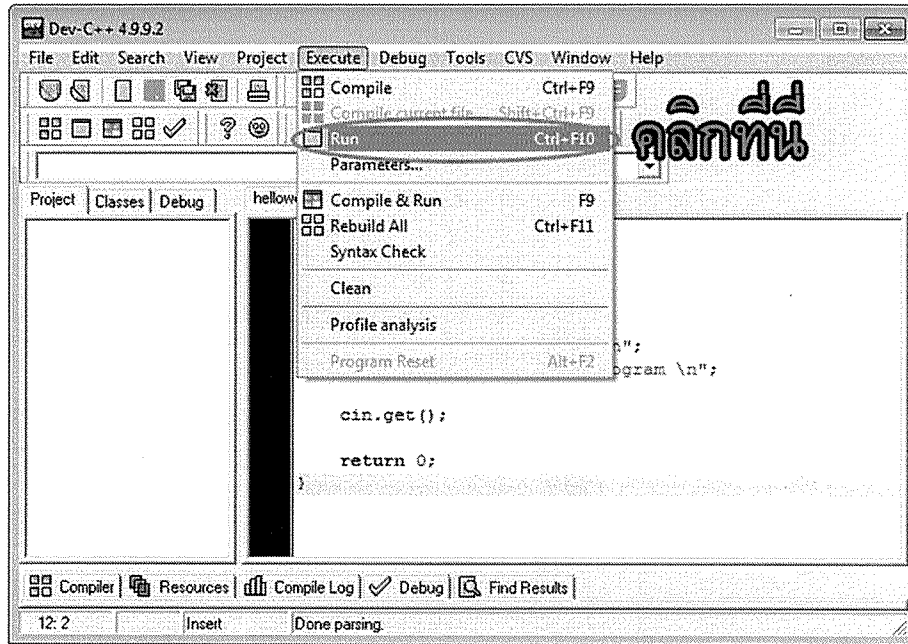 Dev-C++ 4.9.9.2
File Edit Search View Project Execute Debug Tools CVS Window Help
Compile Ctrl+F9
Compile current file Shift+Ctrl+F9
Run Ctrl+F10
คลิกที่นี่
Parameters...
Project Classes Debug
Compile & Run F9
Rebuild All Ctrl+F11
Syntax Check
Clean
Profile analysis
Program Reset Alt+F2
n";
ogram \n";
cin.get();
return 0;
}
Compiler Resources Compile Log Debug Find Results
12: 2 Insert Done parsing.